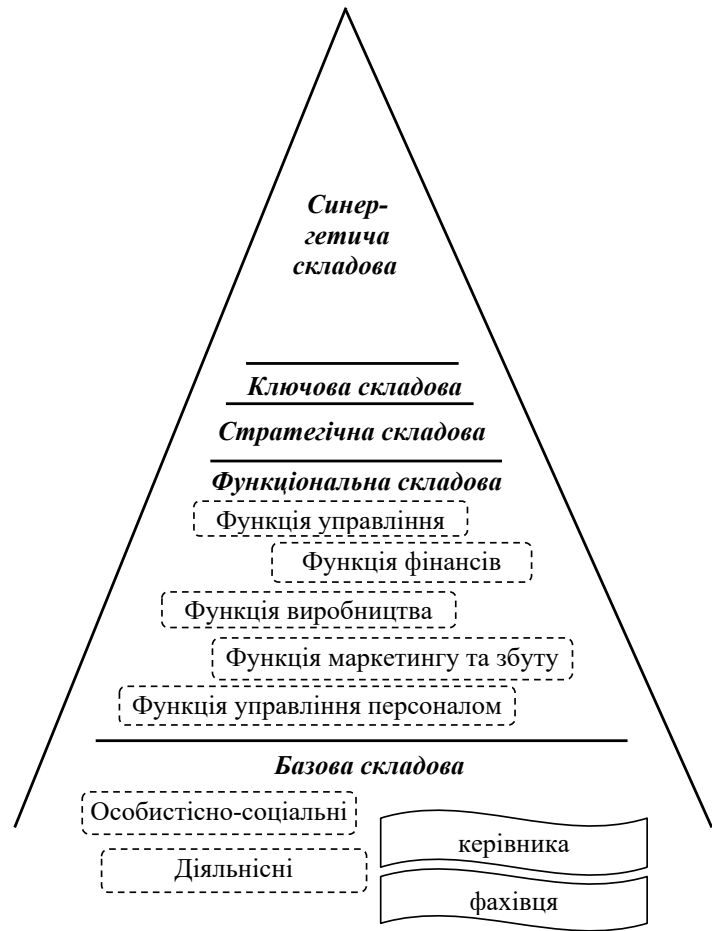 Синер-
гетича
складова
Ключова складова
Стратегічна складова
Функціональна складова
Функція управління
Функція фінансів
Функція виробництва
Функція маркетингу та збуту
Функція управління персоналом
Базова складова
Особистісно-соціальні
Діяльнісні
керівника
фахівця